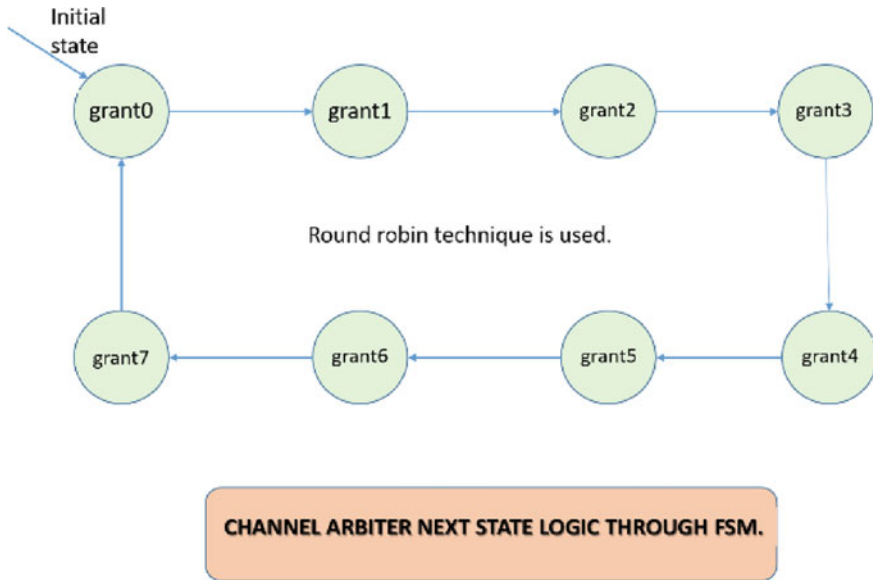 Initial
state
grant0
grant1
grant2
grant3
Round robin technique is used.
grant7
grant6
grant5
grant4
CHANNEL ARBITER NEXT STATE LOGIC THROUGH FSM.